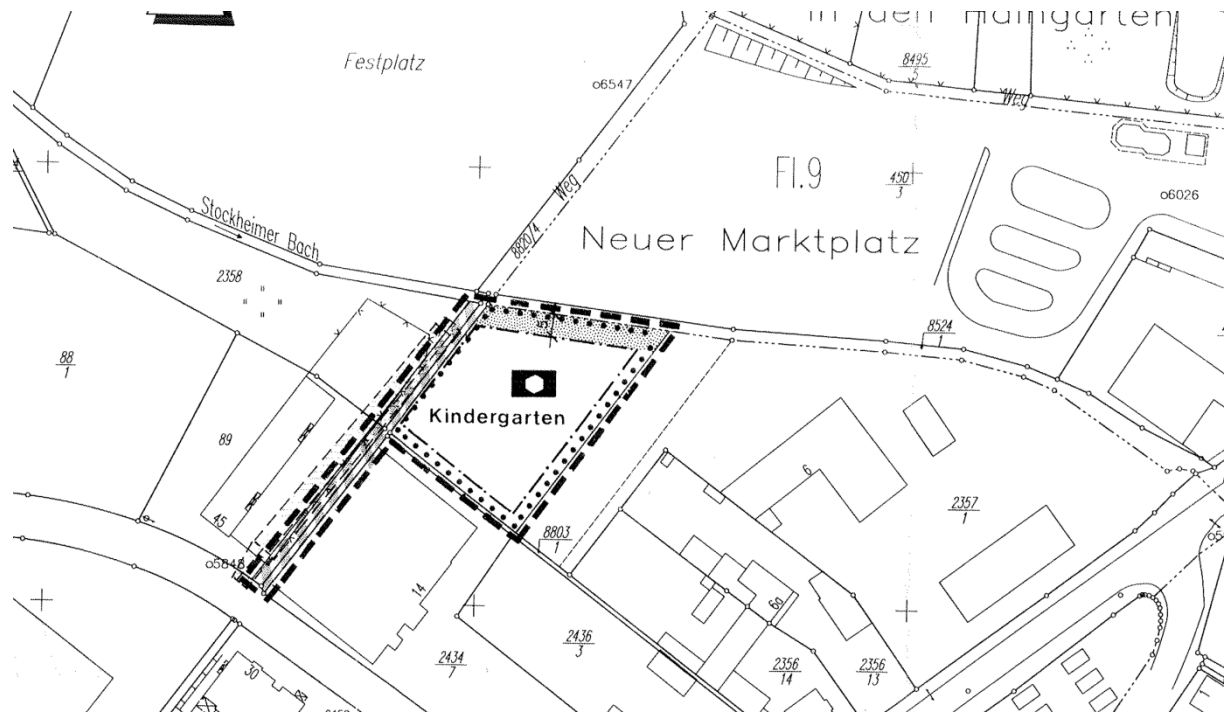 In den Haingärten
Festplatz
8495
5
o6547
Weg
Fl.9
450
3
o6026
Weg
8820/4
Stockheimer Bach
Neuer Marktplatz
2358
8524
1
88
1
Kindergarten
89
6
2357
1
45
8803
1
o5848
14
6a
2436
3
2434
7
2356
14
2356
13
30